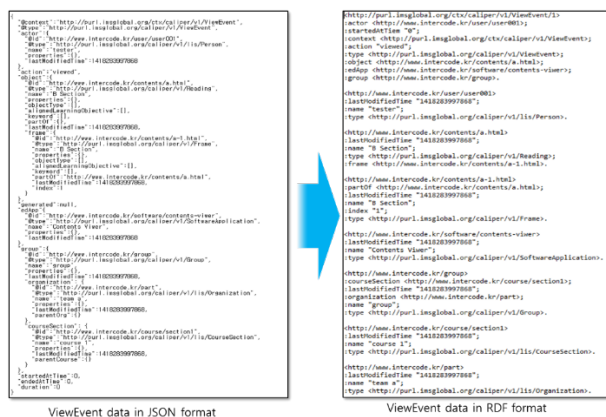 {
"@context":"http://purl.imsglobal.org/ctx/caliper/v1/ViewEvent",
"@type":"http://purl.imsglobal.org/caliper/v1/ViewEvent",
"actor":{
"@id":"http://www.intercode.kr/user/user001",
"@type":"http://purl.imsglobal.org/caliper/v1/lis/Person",
"name":"tester",
"properties":{},
"lastModifiedTime":1418283997868
},
"action":"viewed",
"object":{
"@id":"http://www.intercode.kr/contents/a.html",
"@type":"http://purl.imsglobal.org/caliper/v1/Reading",
"name":"B Section",
"properties":{},
"objectType":[],
"alignedLearningObjective":[],
"keyword":[],
"partOf":{},
"lastModifiedTime":1418283997868,
"frame":{
"@id":"http://www.intercode.kr/contents/a-1.html",
"@type":"http://purl.imsglobal.org/caliper/v1/Frame",
"name":"B Section",
"properties":{},
"objectType":[],
"alignedLearningObjective":[],
"keyword":[],
"partOf":"http://www.intercode.kr/contents/a.html",
"lastModifiedTime":1418283997868,
"index":1
}
},
"generated":null,
"edApp":{
"@id":"http://www.intercode.kr/software/contents-viwer",
"@type":"http://purl.imsglobal.org/caliper/v1/SoftwareApplication",
"name":"Contents Viwer",
"properties":{},
"lastModifiedTime":1418283997868
},
"group":{
"@id":"http://www.intercode.kr/group",
"@type":"http://purl.imsglobal.org/caliper/v1/Group",
"name":"group",
"properties":{},
"lastModifiedTime":1418283997868,
"organization":{
"@id":"http://www.intercode.kr/part",
"@type":"http://purl.imsglobal.org/caliper/v1/lis/Organization",
"name":"team a",
"properties":{},
"lastModifiedTime":1418283997868,
"parentOrg":{}
},
"courseSection":{
"@id":"http://www.intercode.kr/course/section1",
"@type":"http://purl.imsglobal.org/caliper/v1/lis/CourseSection",
"name":"course 1",
"properties":{},
"lastModifiedTime":1418283997868,
"parentCourse":{}
}
},
"startedAtTime":0,
"endedAtTime":0,
"duration":0
}
ViewEvent data in JSON format
<http://purl.imsglobal.org/ctx/caliper/v1/ViewEvent/1>
:actor <http://www.intercode.kr/user/user001>;
:startedAtTiem "0";
:context <http://purl.imsglobal.org/ctx/caliper/v1/ViewEvent>;
:action "viewed";
:type <http://purl.imsglobal.org/caliper/v1/ViewEvent>;
:object <http://www.intercode.kr/contents/a.html>;
:edApp <http://www.intercode.kr/software/contents-viwer>;
:group <http://www.intercode.kr/group>.
<http://www.intercode.kr/user/user001>
:lastModifiedTime "1418283997868";
:name "tester";
:type <http://purl.imsglobal.org/caliper/v1/lis/Person>.
<http://www.intercode.kr/contents/a.html>
:lastModifiedTime "1418283997868";
:name "B Section";
:type <http://purl.imsglobal.org/caliper/v1/Reading>;
:frame <http://www.intercode.kr/contents/a-1.html>.
<http://www.intercode.kr/contents/a-1.html>
:partOf <http://www.intercode.kr/contents/a.html>;
:lastModifiedTime "1418283997868";
:name "B Section";
:index "1";
:type <http://purl.imsglobal.org/caliper/v1/Frame>.
<http://www.intercode.kr/software/contents-viwer>
:lastModifiedTime "1418283997868";
:name "Contents Viwer";
:type <http://purl.imsglobal.org/caliper/v1/SoftwareApplication>.
<http://www.intercode.kr/group>
:courseSection <http://www.intercode.kr/course/section1>;
:lastModifiedTime "1418283997868";
:organization <http://www.intercode.kr/part>;
:name "group";
:type <http://purl.imsglobal.org/caliper/v1/Group>.
<http://www.intercode.kr/course/section1>
:lastModifiedTime "1418283997868";
:name "course 1";
:type <http://purl.imsglobal.org/caliper/v1/lis/CourseSection>.
<http://www.intercode.kr/part>
:lastModifiedTime "1418283997868";
:name "team a";
:type <http://purl.imsglobal.org/caliper/v1/lis/Organization>.
ViewEvent data in RDF format